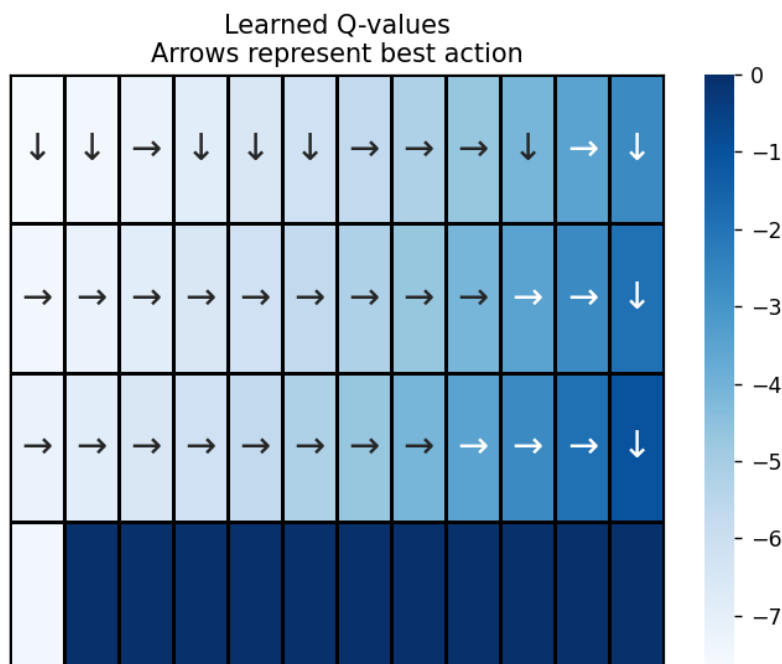 Learned Q-values
Arrows represent best action
↓ ↓ → ↓ ↓ ↓ → → → ↓ → ↓
→ → → → → → → → → → → ↓
→ → → → → → → → → → → ↓
0
−1
−2
−3
−4
−5
−6
−7